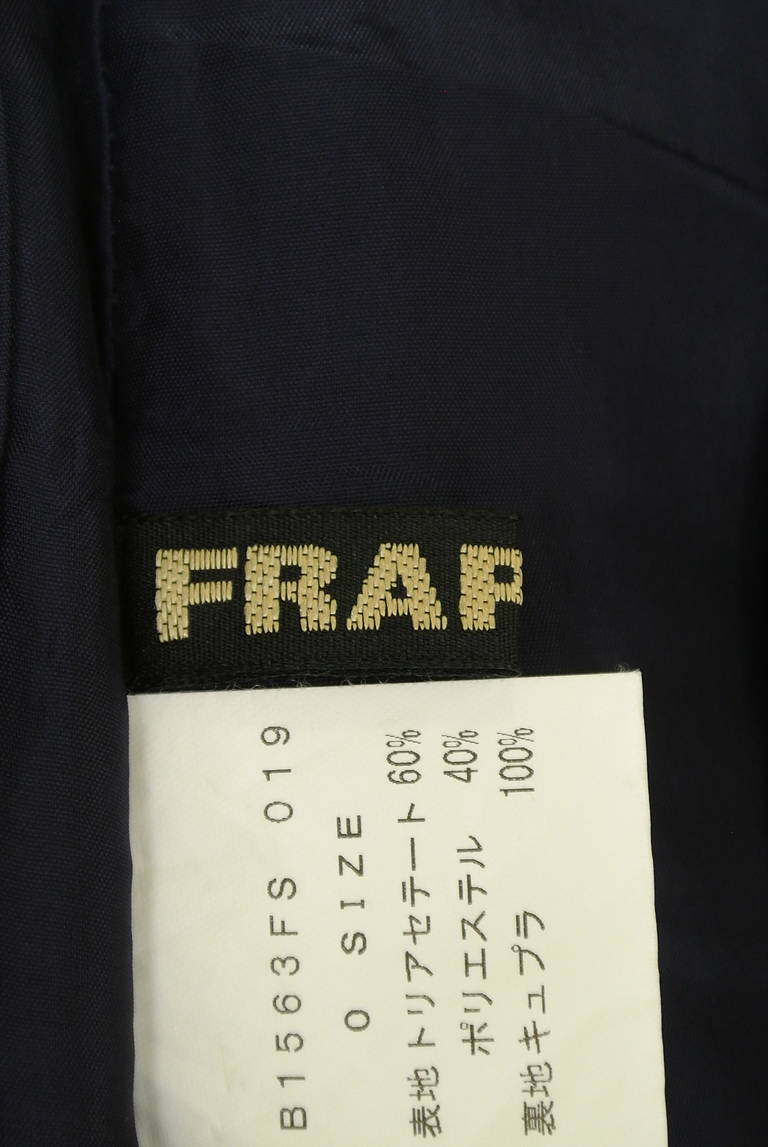 FRAP
B1563FS 019
0 SIZE
表地 トリアセテート 60%
ポリエステル 40%
裏地 キュプラ 100%